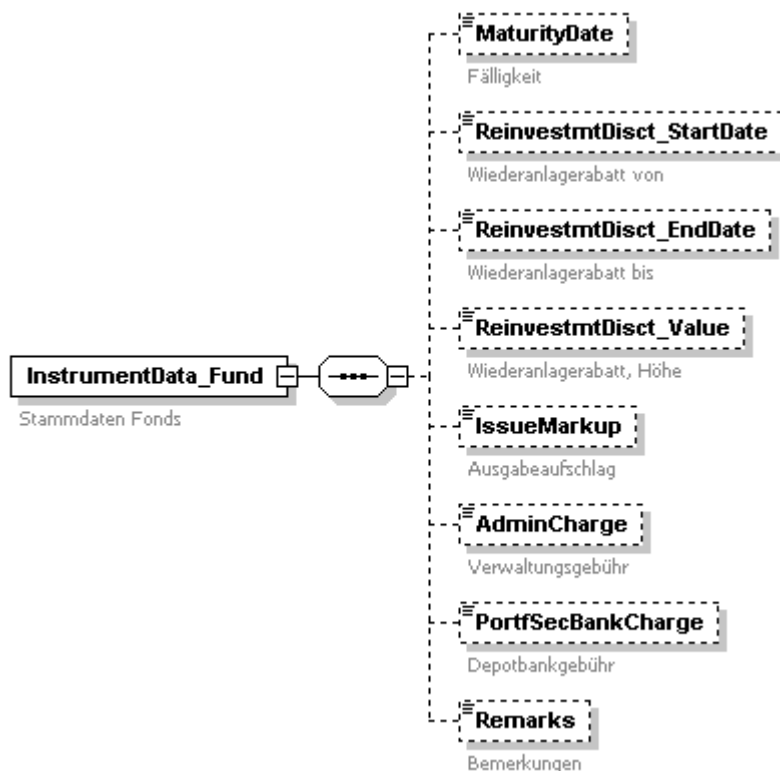 MaturityDate
Fälligkeit
ReinvestmtDisct_StartDate
Wiederanlagerabatt von
ReinvestmtDisct_EndDate
Wiederanlagerabatt bis
ReinvestmtDisct_Value
Wiederanlagerabatt, Höhe
InstrumentData_Fund
Stammdaten Fonds
IssueMarkup
Ausgabeaufschlag
AdminCharge
Verwaltungsgebühr
PortfSecBankCharge
Depotbankgebühr
Remarks
Bemerkungen